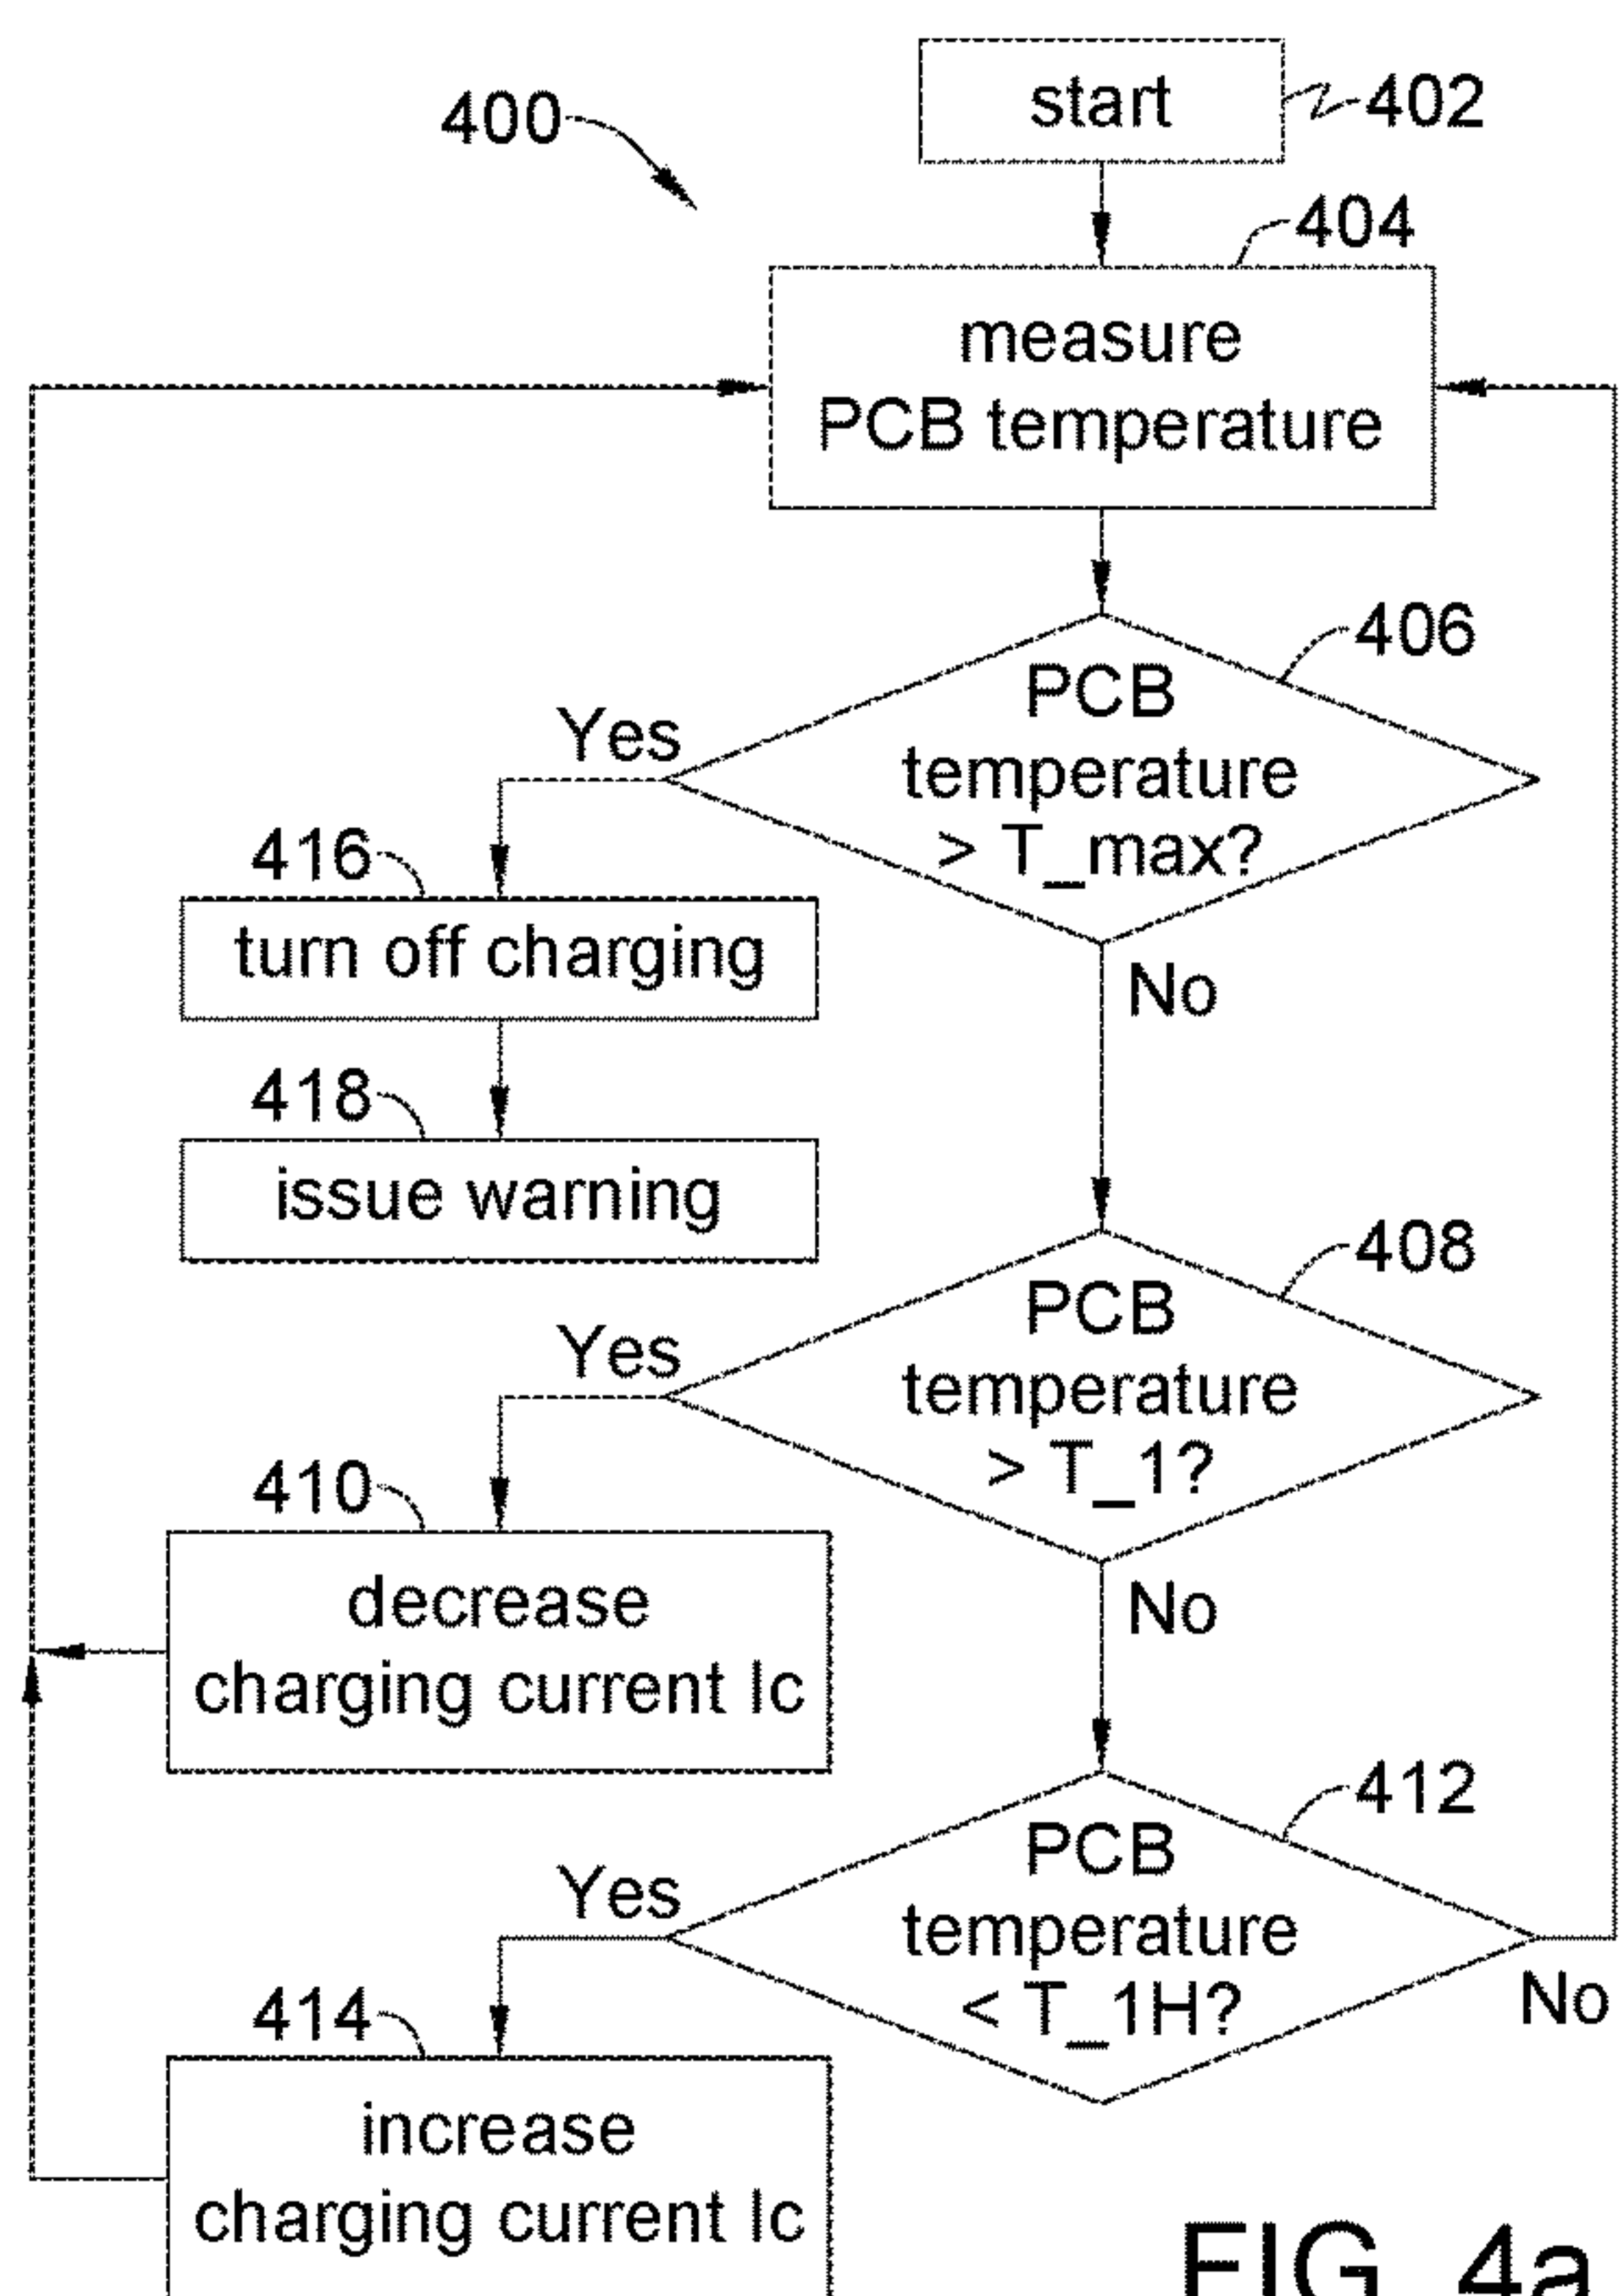 start
402
400
404
measure
PCB temperature
406
PCB
temperature
> T_max?
Yes
No
416
turn off charging
418
issue warning
408
PCB
temperature
> T_1?
Yes
No
410
decrease
charging current Ic
412
PCB
temperature
< T_1H?
Yes
No
414
increase
charging current Ic
FIG. 4a